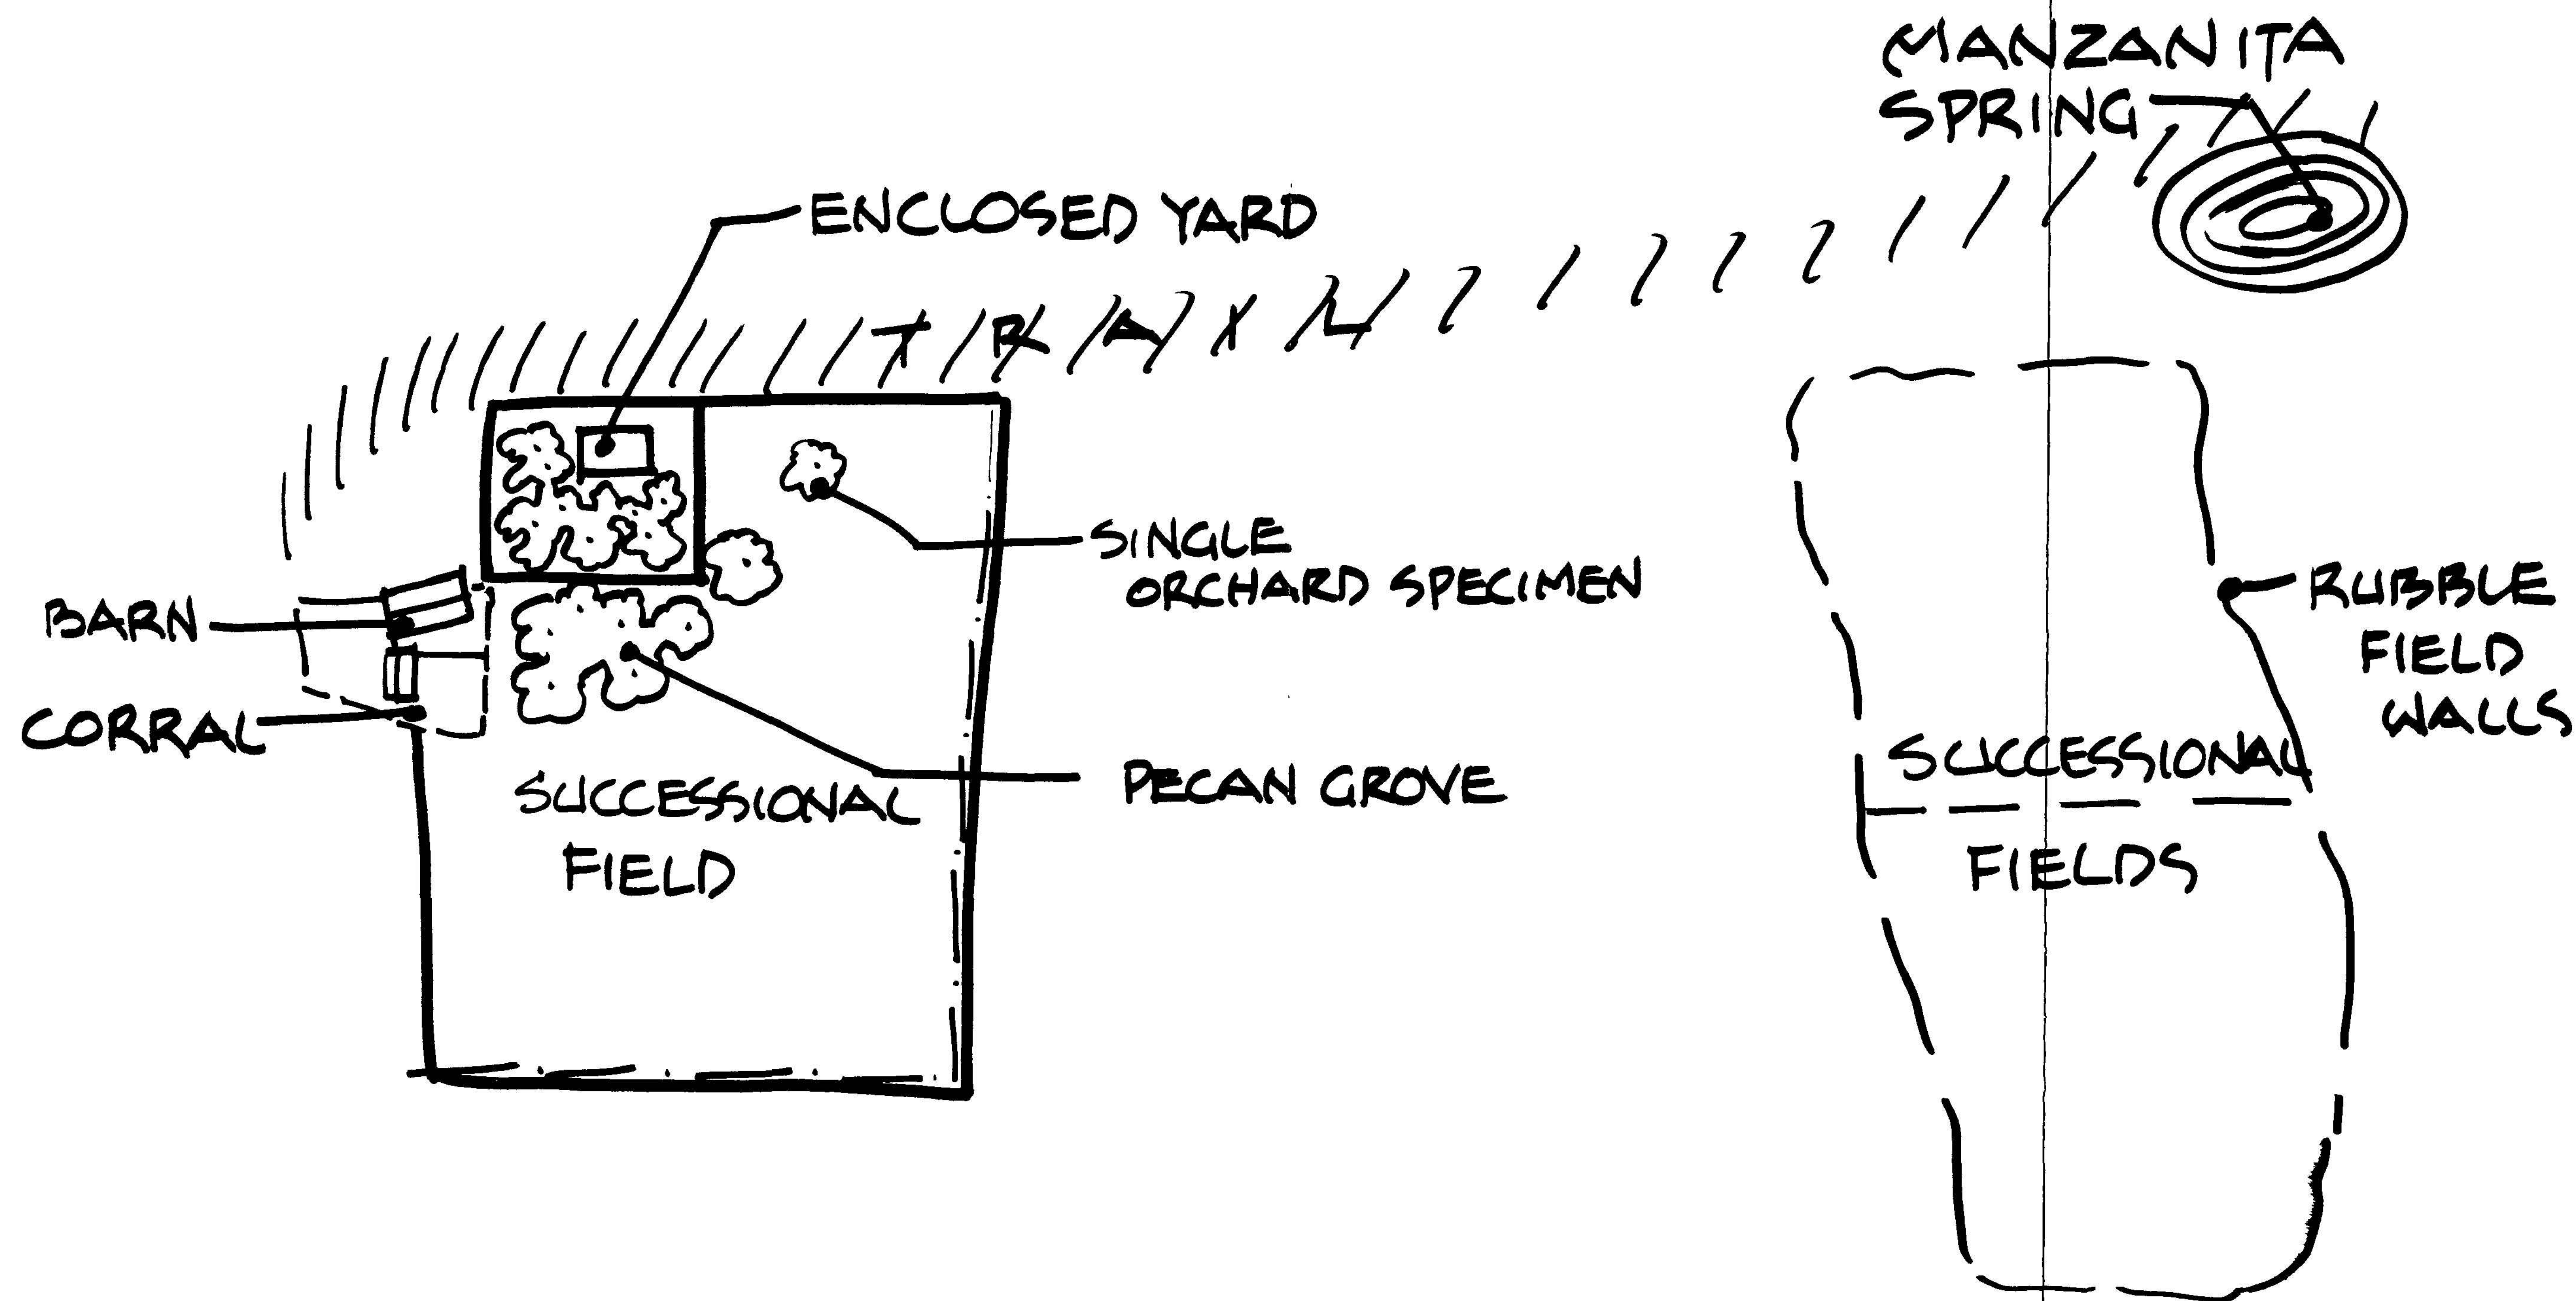 MANZANITA
SPRING
ENCLOSED YARD
TRAIL
SINGLE
ORCHARD SPECIMEN
BARN
RUBBLE
FIELD
WALLS
CORRAL
SUCCESSIONAL
FIELD
PECAN GROVE
SUCCESSIONAL
FIELDS